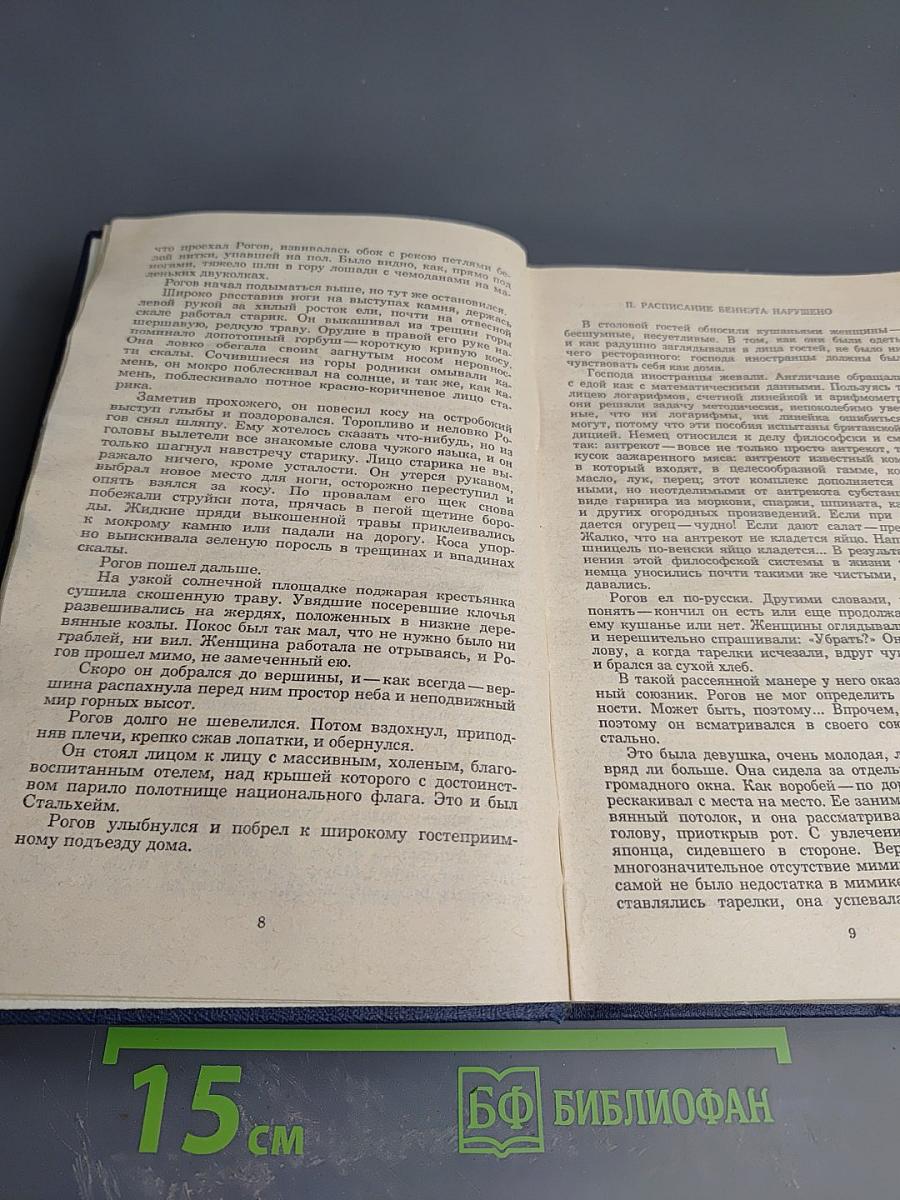 что проехал Рогов, извивалась обок с рекою петлями бе-
лой нитки, упавшей на пол. Было видно, как, прямо под
ногами, тяжело шли в гору лошади с чемоданами на ма-
леньких двуколках.
Рогов начал подыматься выше, но тут же остановился.
Широко расставив ноги на выступах камня, держась
левой рукой за хилый росток ели, почти на отвесной
скале работал старик. Он выкашивал из трещин горы
шершавую, редкую траву. Орудие в правой его руке на-
поминало допотопный горбуш — короткую кривую косу.
Она ловко обегала своим загнутым носом неровнос-
ти скалы. Сочившиеся из горы родники омывали ка-
мень, он мокро поблескивал на солнце, и так же, как ка-
мень, поблескивало потное красно-коричневое лицо ста-
рика.
Заметив прохожего, он повесил косу на остробокий
выступ глыбы и поздоровался. Торопливо и неловко Ро-
гов снял шляпу. Ему хотелось сказать что-нибудь, но из
головы вылетели все знакомые слова чужого языка, и он
только шагнул навстречу старику. Лицо старика не вы-
ражало ничего, кроме усталости. Он утерся рукавом,
выбрал новое место для ноги, осторожно переступил и
опять взялся за косу. По провалам его щек снова
побежали струйки пота, прячась в пегой щетине боро-
ды. Жидкие пряди выкошенной травы приклеивались
к мокрому камню или падали на дорогу. Коса упор-
но выискивала зеленую поросль в трещинах и впадинах
скалы.
Рогов пошел дальше.
На узкой солнечной площадке поджарая крестьянка
сушила скошенную траву. Увядшие посеревшие клочья
развешивались на жердях, положенных в низкие дере-
вянные козлы. Покос был так мал, что не нужно было ни
граблей, ни вил. Женщина работала не отрываясь, и Ро-
гов прошел мимо, не замеченный ею.
Скоро он добрался до вершины, и — как всегда — вер-
шина распахнула перед ним простор неба и неподвижный
мир горных высот.
Рогов долго не шевелился. Потом вздохнул, припод-
няв плечи, крепко сжав лопатки, и обернулся.
Он стоял лицом к лицу с массивным, холеным, благо-
воспитанным отелем, над крышей которого с достоинст-
вом парило полотнище национального флага. Это и был
Стальхейм.
Рогов улыбнулся и побрел к широкому гостеприим-
ному подъезду дома.
8
II. РАСПИСАНИЕ БЕННЭТА НАРУШЕНО
В столовой гостей обносили кушаньями женщины —
бесшумные, несуетливые. В том, как они были одеты
и как радушно заглядывали в лица гостей, не было ни
чего ресторанного: господа иностранцы должны был
чувствовать себя как дома.
Господа иностранцы жевали. Англичане обращал
с едой как с математическими данными. Пользуясь т
лицею логарифмов, счетной линейкой и арифмометр
они решали задачу методически, непоколебимо уве
ные, что ни логарифмы, ни линейка ошибиться
могут, потому что эти пособия испытаны британской
дицией. Немец относился к делу философски и см
так: антрекот — вовсе не только просто антрекот, т
кусок зажаренного мяса: антрекот известный ком
в который входят, в целесообразной гамме, ко
масло, лук, перец; этот комплекс дополняется
ными, но неотделимыми от антрекота субстанц
виде гарнира из моркови, спаржи, шпината, ка
и других огородных произведений. Если при
дается огурец — чудно! Если дают салат — пре
Жалко, что на антрекот не кладется яйцо. Нап
шницель по-венски яйцо кладется... В результа
нения этой философской системы в жизни
немца уносились почти такими же чистыми,
давались.
Рогов ел по-русски. Другими словами,
понять — кончил он есть или еще продолжа
ему кушанье или нет. Женщины оглядывал
и нерешительно спрашивали: «Убрать?» Он
лову, а когда тарелки исчезали, вдруг чу
и брался за сухой хлеб.
В такой рассеянной манере у него оказ
ный союзник. Рогов не мог определить
ности. Может быть, поэтому... Впрочем,
поэтому он всматривался в своего сою
стально.
Это была девушка, очень молодая, л
вряд ли больше. Она сидела за отдель
громадного окна. Как воробей — по дор
рескакивал с места на место. Ее заним
вянный потолок, и она рассматрива
голову, приоткрыв рот. С увлечени
японца, сидевшего в стороне. Вер
многозначительное отсутствие мими
самой не было недостатка в мимике
ставлялись тарелки, она успевала
9
15 см
БФ БИБЛИОФАН